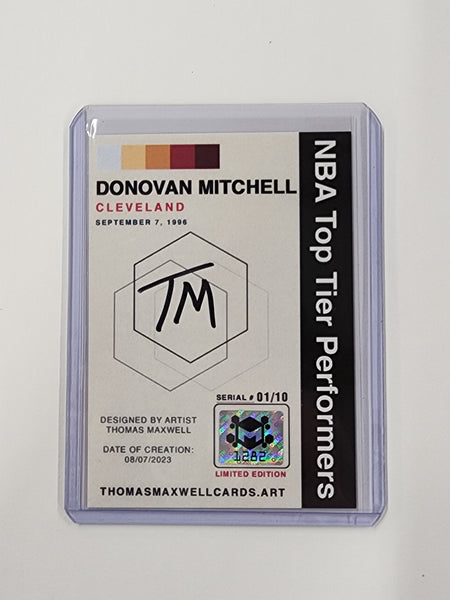 DONOVAN MITCHELL
CLEVELAND
SEPTEMBER 7, 1996
TM
SERIAL # 01/10
DESIGNED BY ARTIST
THOMAS MAXWELL
DATE OF CREATION:
08/07/2023
1282
LIMITED EDITION
THOMASMAXWELLCARDS.ART
NBA Top Tier Performers